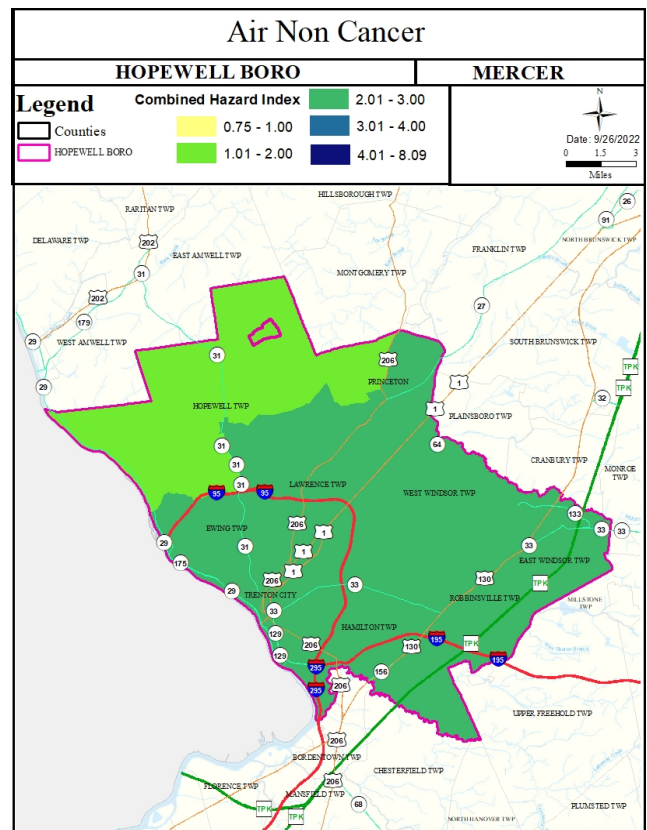 Air Non Cancer
HOPEWELL BORO
MERCER
Legend
Counties
HOPEWELL BORO
Combined Hazard Index
0.75 - 1.00
1.01 - 2.00
2.01 - 3.00
3.01 - 4.00
4.01 - 8.09
N
Date: 9/26/2022
0 1.5 3
Miles
HILLSBOROUGH TWP
26
RARITAN TWP
91
DELAWARE TWP
202
NORTH BRUNSWICK TWP
EAST AMWELL TWP
FRANKLIN TWP
31
MONTGOMERY TWP
202
27
179
29
WEST AMWELL TWP
SOUTH BRUNSWICK TWP
31
206
TPK
29
PRINCETON
1
TPK
32
HOPEWELL TWP
1
PLAINSBORO TWP
31
64
CRANBURY TWP
31
MONROE
TWP
31
LAWRENCE TWP
95
95
WEST WINDSOR TWP
133
206
EWING TWP
1
33
33
29
31
1
33
EAST WINDSOR TWP
175
1
206
130
TPK
29
TRENTON CITY
33
ROBBINSVILLE TWP
MILLSTONE
TWP
33
129
HAMILTON TWP
206
130
195
TPK
129
195
295
156
295
206
UPPER FREEHOLD TWP
206
BORDENTOWN TWP
CHESTERFIELD TWP
206
FLORENCE TWP
MANSFIELD TWP
68
TPK
TPK
PLUMSTED TWP
NORTH HANOVER TWP